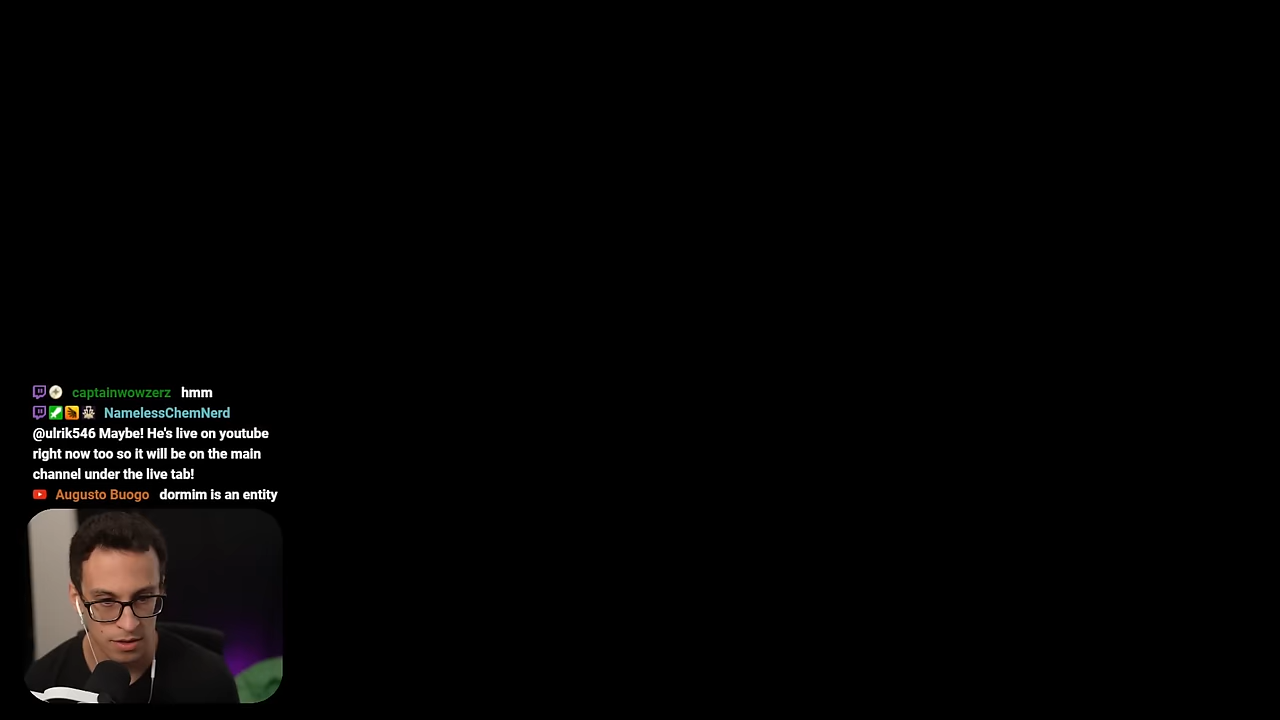 captainwowzerz hmm
NamelessChemNerd
@ulrik546 Maybe! He's live on youtube
right now too so it will be on the main
channel under the live tab!
Augusto Buogo dormim is an entity